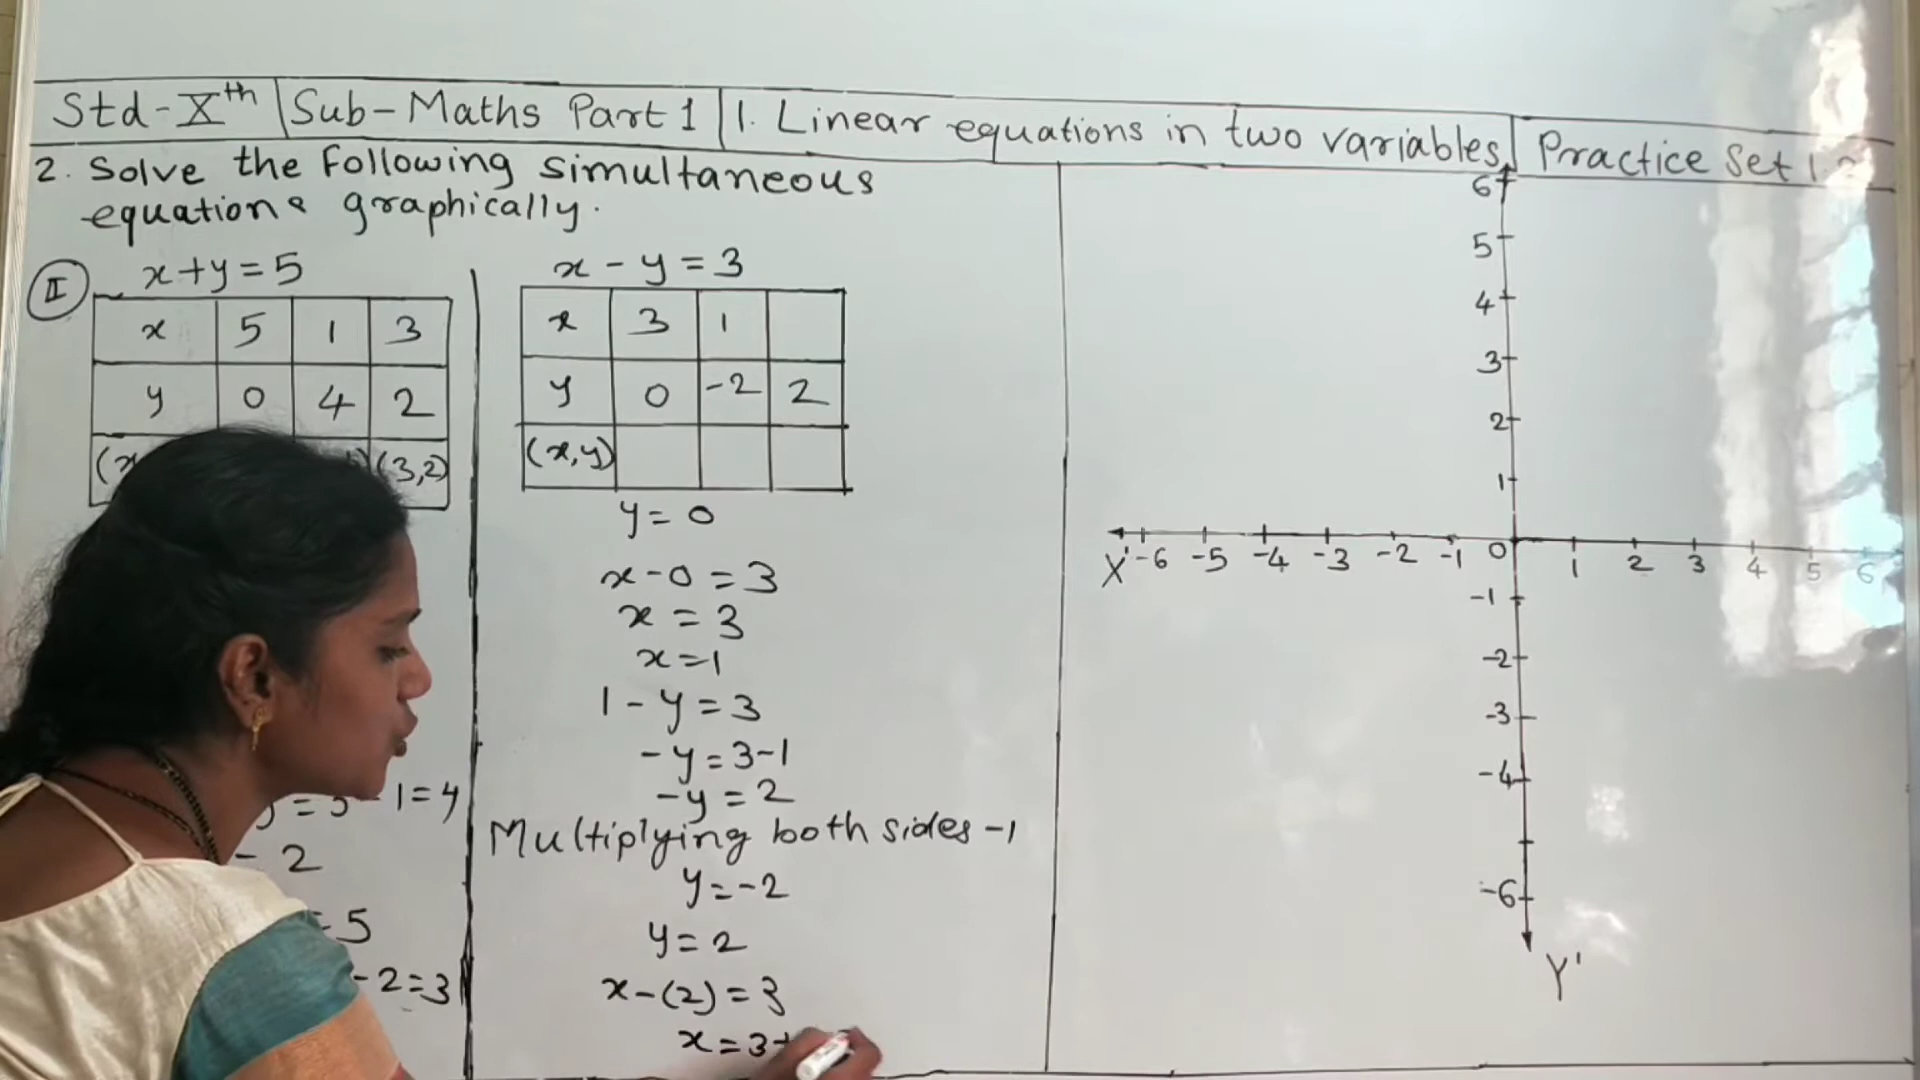 Std-Xth Sub-Maths Part 1 1. Linear equations in two variables Practice Set 1.
2. Solve the Following simultaneous
equations graphically.
II x+y=5
x 5 1 3
y 0 4 2
(3,2)
1=4
- 2
=5
-2=3
x-y=3
x 3 1
y 0 -2 2
(x,y)
y=0
x-0=3
x=3
x=1
1-y=3
-y=3-1
-y=2
Multiplying both sides -1
y=-2
y=2
x-(2)=3
x=3+
6
5
4
3
2
1
X' -6 -5 -4 -3 -2 -1 0 1 2 3 4 5 6
-1
-2
-3
-4
-6
Y'